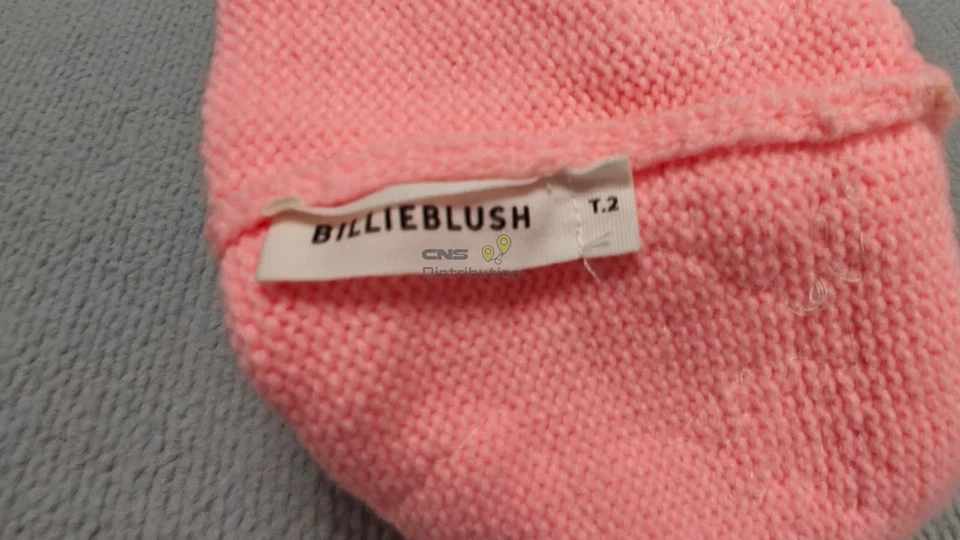 BILLIEBLUSH
T.2
CNS
Distribution